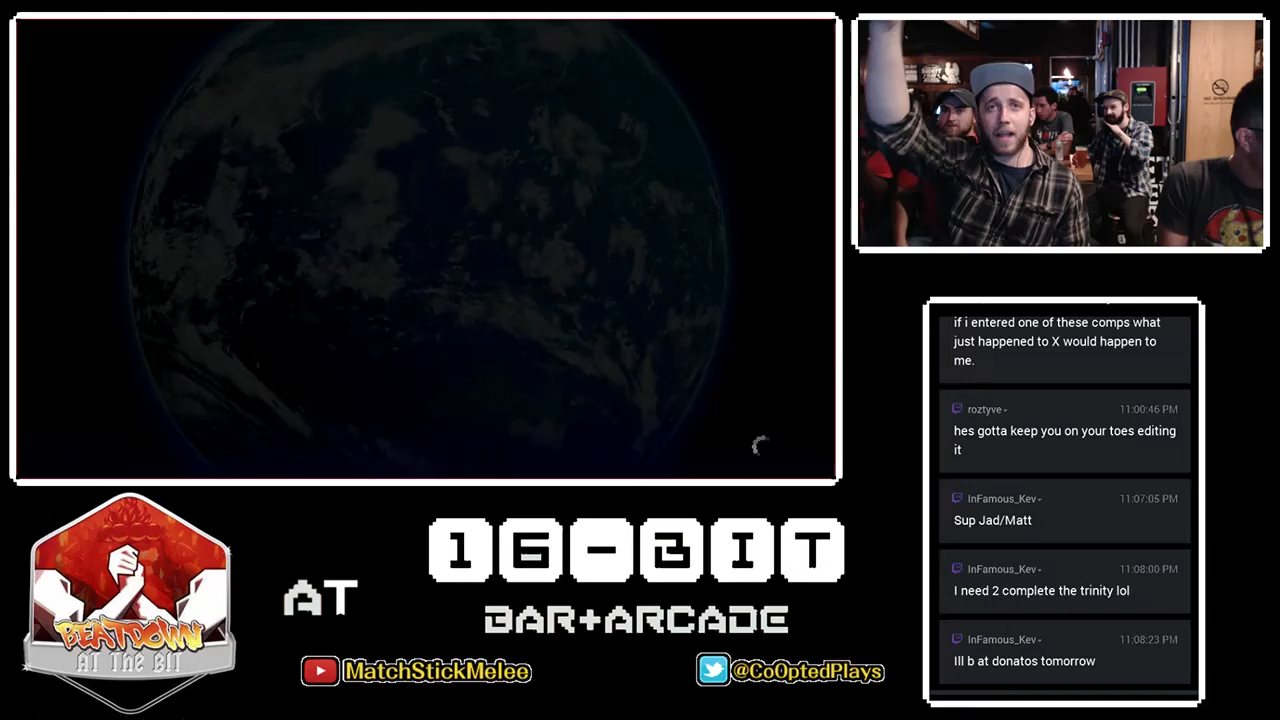 if i entered one of these comps what
just happened to X would happen to
me.
roztyve
11:00:46 PM
hes gotta keep you on your toes editing
it
InFamous_Kev
11:07:05 PM
Sup Jad/Matt
InFamous_Kev
11:08:00 PM
I need 2 complete the trinity lol
InFamous_Kev
11:08:23 PM
Ill b at donatos tomorrow
BEATDOWN
AT THE BIT
AT
16-BIT
BAR+ARCADE
MatchStickMelee
@CoOptedPlays